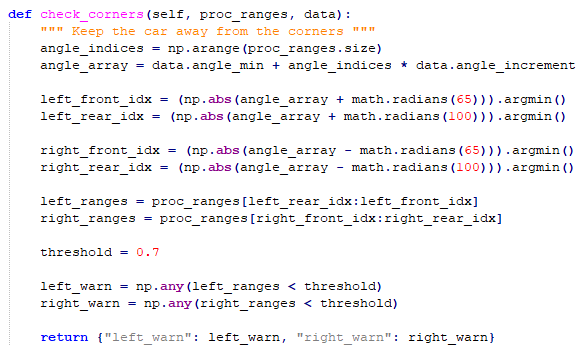 def check_corners(self, proc_ranges, data):
    """ Keep the car away from the corners """
    angle_indices = np.arange(proc_ranges.size)
    angle_array = data.angle_min + angle_indices * data.angle_increment
    left_front_idx = (np.abs(angle_array + math.radians(65))).argmin()
    left_rear_idx = (np.abs(angle_array + math.radians(100))).argmin()
    right_front_idx = (np.abs(angle_array - math.radians(65))).argmin()
    right_rear_idx = (np.abs(angle_array - math.radians(100))).argmin()
    left_ranges = proc_ranges[left_rear_idx:left_front_idx]
    right_ranges = proc_ranges[right_front_idx:right_rear_idx]
    threshold = 0.7
    left_warn = np.any(left_ranges < threshold)
    right_warn = np.any(right_ranges < threshold)
    return {"left_warn": left_warn, "right_warn": right_warn}